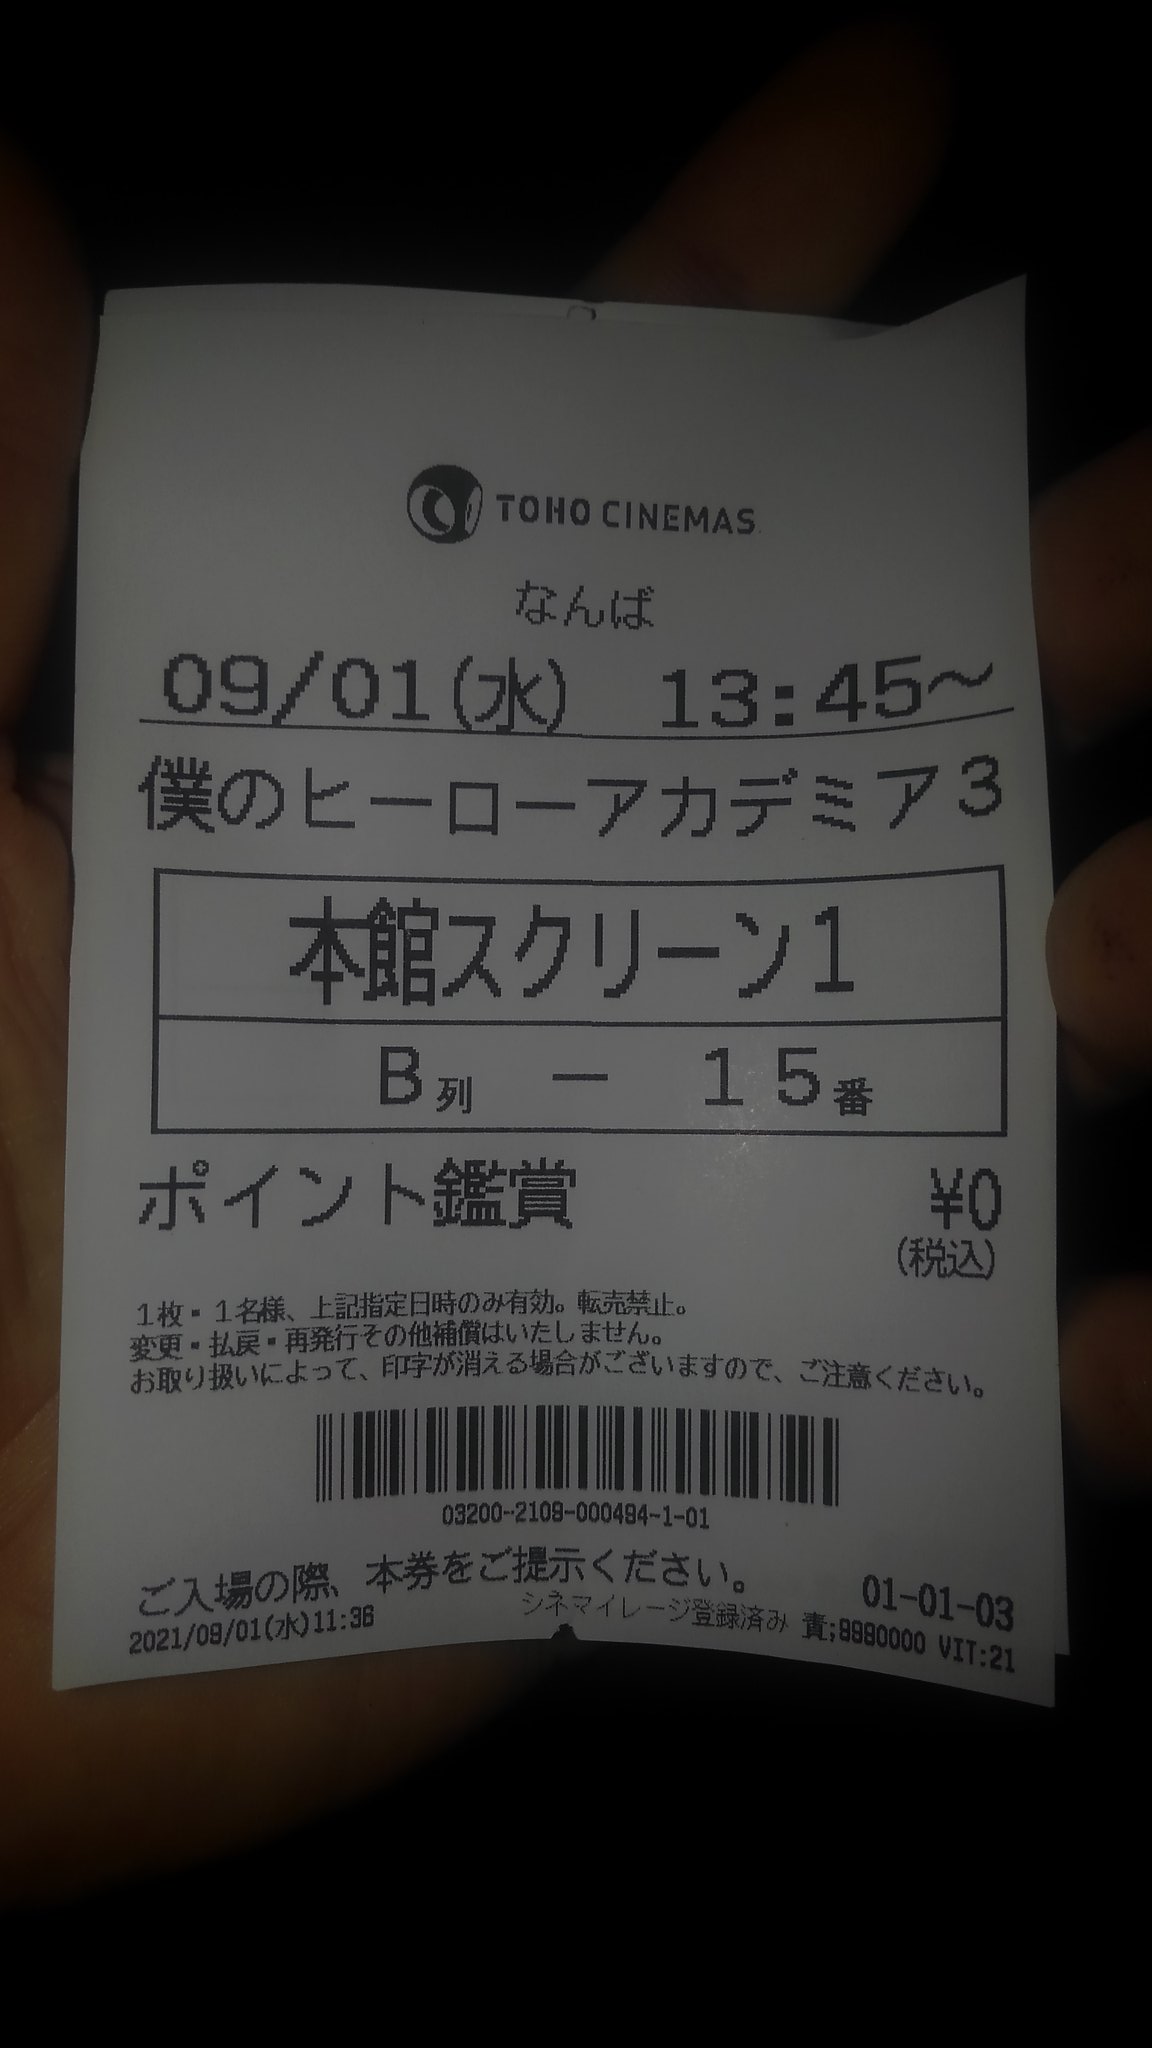 TOHO CINEMAS
なんば
09/01(水) 13:45～
僕のヒーローアカデミア3
本館スクリーン1
B列 ー 15番
ポイント鑑賞 ¥0
(税込)
1枚・1名様、上記指定日時のみ有効。転売禁止。
変更・払戻・再発行その他補償はいたしません。
お取り扱いによって、印字が消える場合がございますので、ご注意ください。
03200-2109-000494-1-01
ご入場の際、本券をご提示ください。 01-01-03
シネマイレージ登録済み
2021/09/01(水)11:36 責;9990000 VIT:21